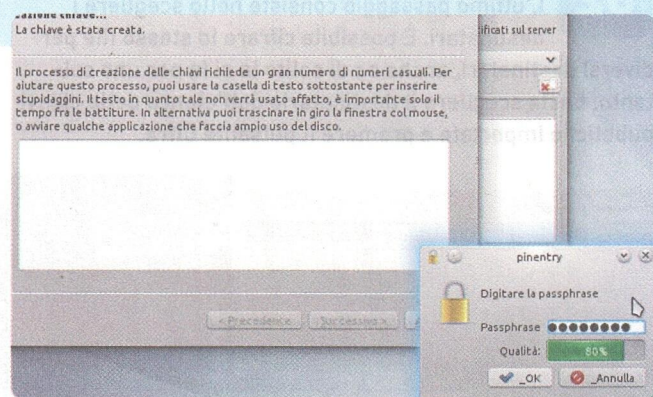 La chiave è stata creata.
ificati sul server
Il processo di creazione delle chiavi richiede un gran numero di numeri casuali. Per
aiutare questo processo, puoi usare la casella di testo sottostante per inserire
stupidaggini. Il testo in quanto tale non verrà usato affatto, è importante solo il
tempo fra le battiture. In alternativa puoi trascinare in giro la finestra col mouse,
o avviare qualche applicazione che faccia ampio uso del disco.
< Precedente
Successivo >
A
pinentry
Digitare la passphrase
Passphrase
Qualità:
80%
_OK
_Annulla